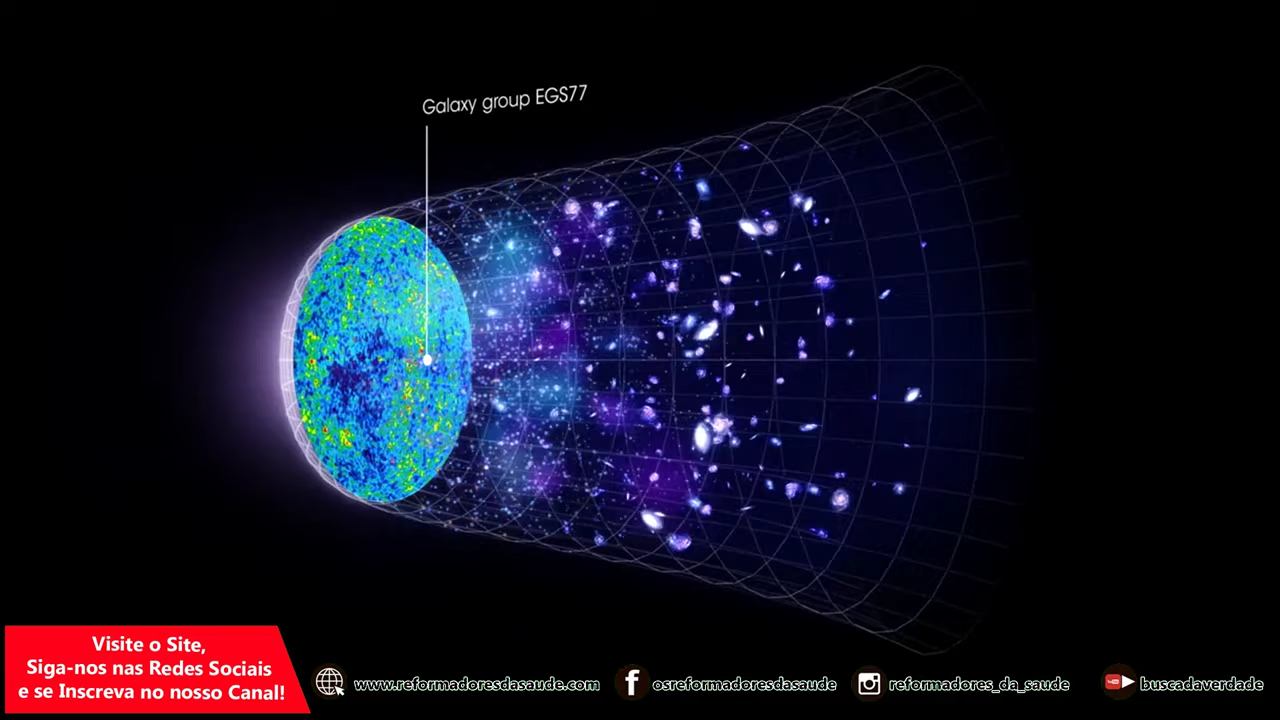 Galaxy group EGS77
Visite o Site,
Siga-nos nas Redes Sociais
e se Inscreva no nosso Canal!
www.reformadoresdasaude.com
osreformadoresdasaude
reformadores_da_saude
buscadaverdade